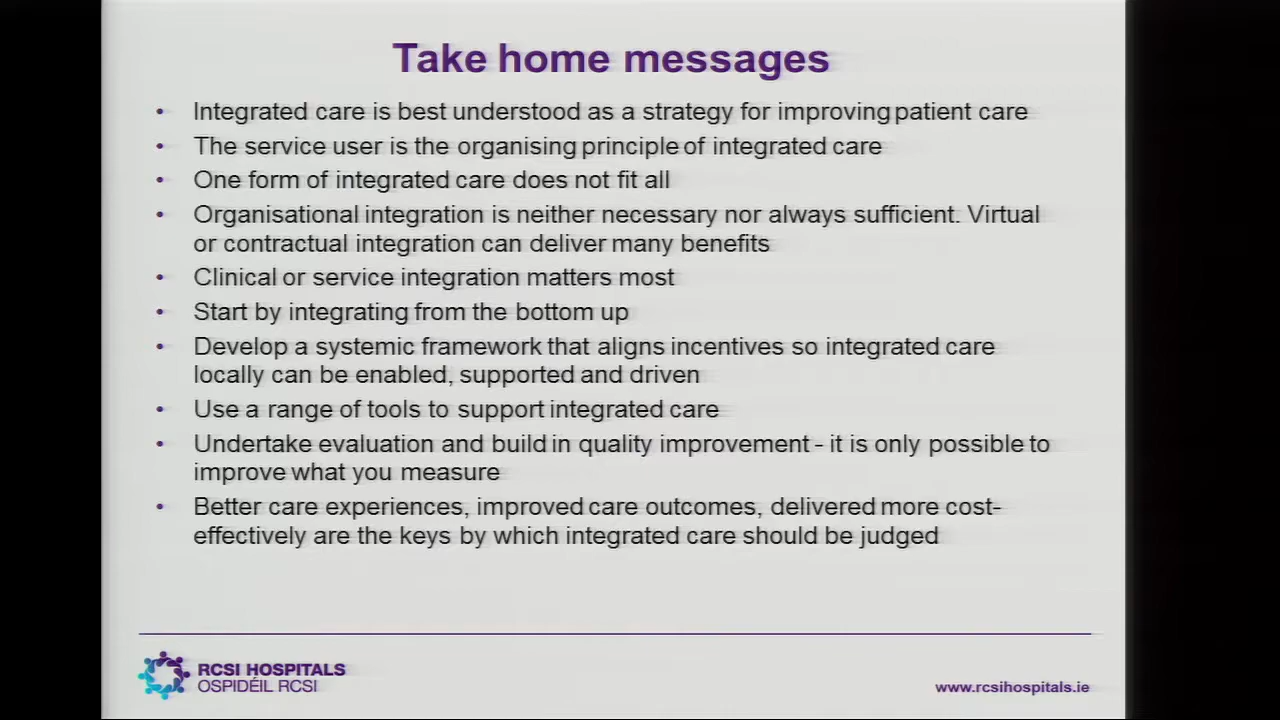 Take home messages
• Integrated care is best understood as a strategy for improving patient care
• The service user is the organising principle of integrated care
• One form of integrated care does not fit all
• Organisational integration is neither necessary nor always sufficient. Virtual
or contractual integration can deliver many benefits
• Clinical or service integration matters most
• Start by integrating from the bottom up
• Develop a systemic framework that aligns incentives so integrated care
locally can be enabled, supported and driven
• Use a range of tools to support integrated care
• Undertake evaluation and build in quality improvement - it is only possible to
improve what you measure
• Better care experiences, improved care outcomes, delivered more cost-
effectively are the keys by which integrated care should be judged
RCSI HOSPITALS
OSPIDÉIL RCSI
www.rcsihospitals.ie